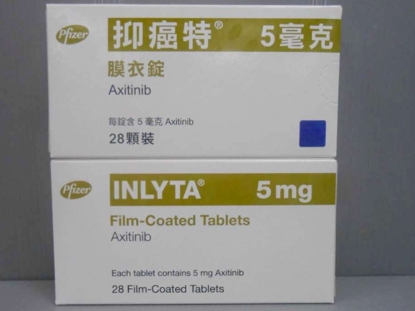 Pfizer
抑癌特® 5毫克
膜衣錠
Axitinib
每錠含 5 毫克 Axitinib
28顆裝
Pfizer
INLYTA® 5 mg
Film-Coated Tablets
Axitinib
Each tablet contains 5 mg Axitinib
28 Film-Coated Tablets